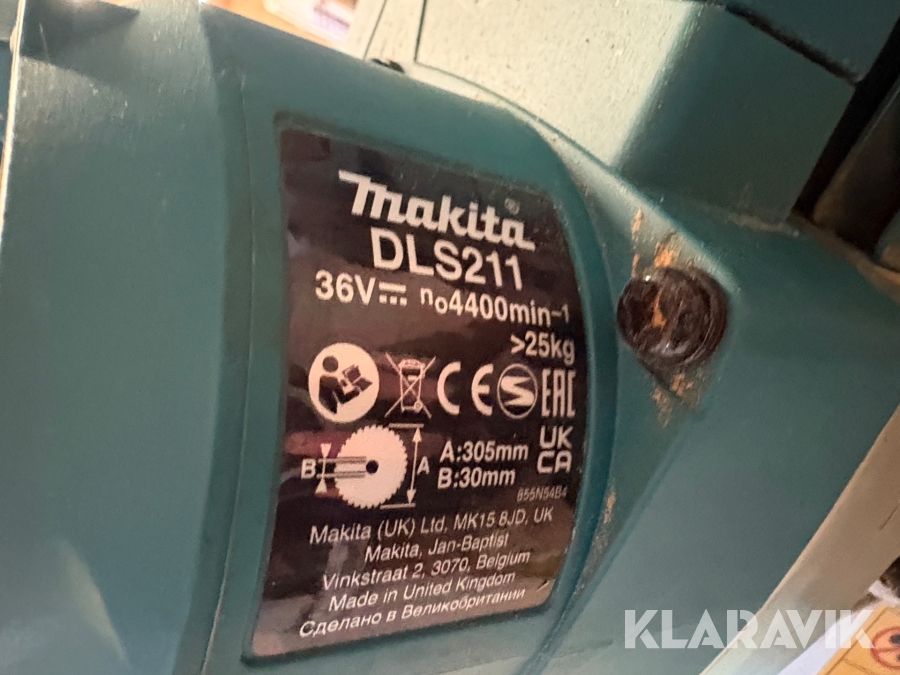 makita®
DLS211
36V n₀4400min-1
>25kg
CE EAC
UK
CA
A:305mm
B:30mm
B
A
855N54B4
Makita (UK) Ltd. MK15 8JD, UK
Makita, Jan-Baptist
Vinkstraat 2, 3070, Belgium
Made in United Kingdom
Сделано в Великобритании
KLARAVIK